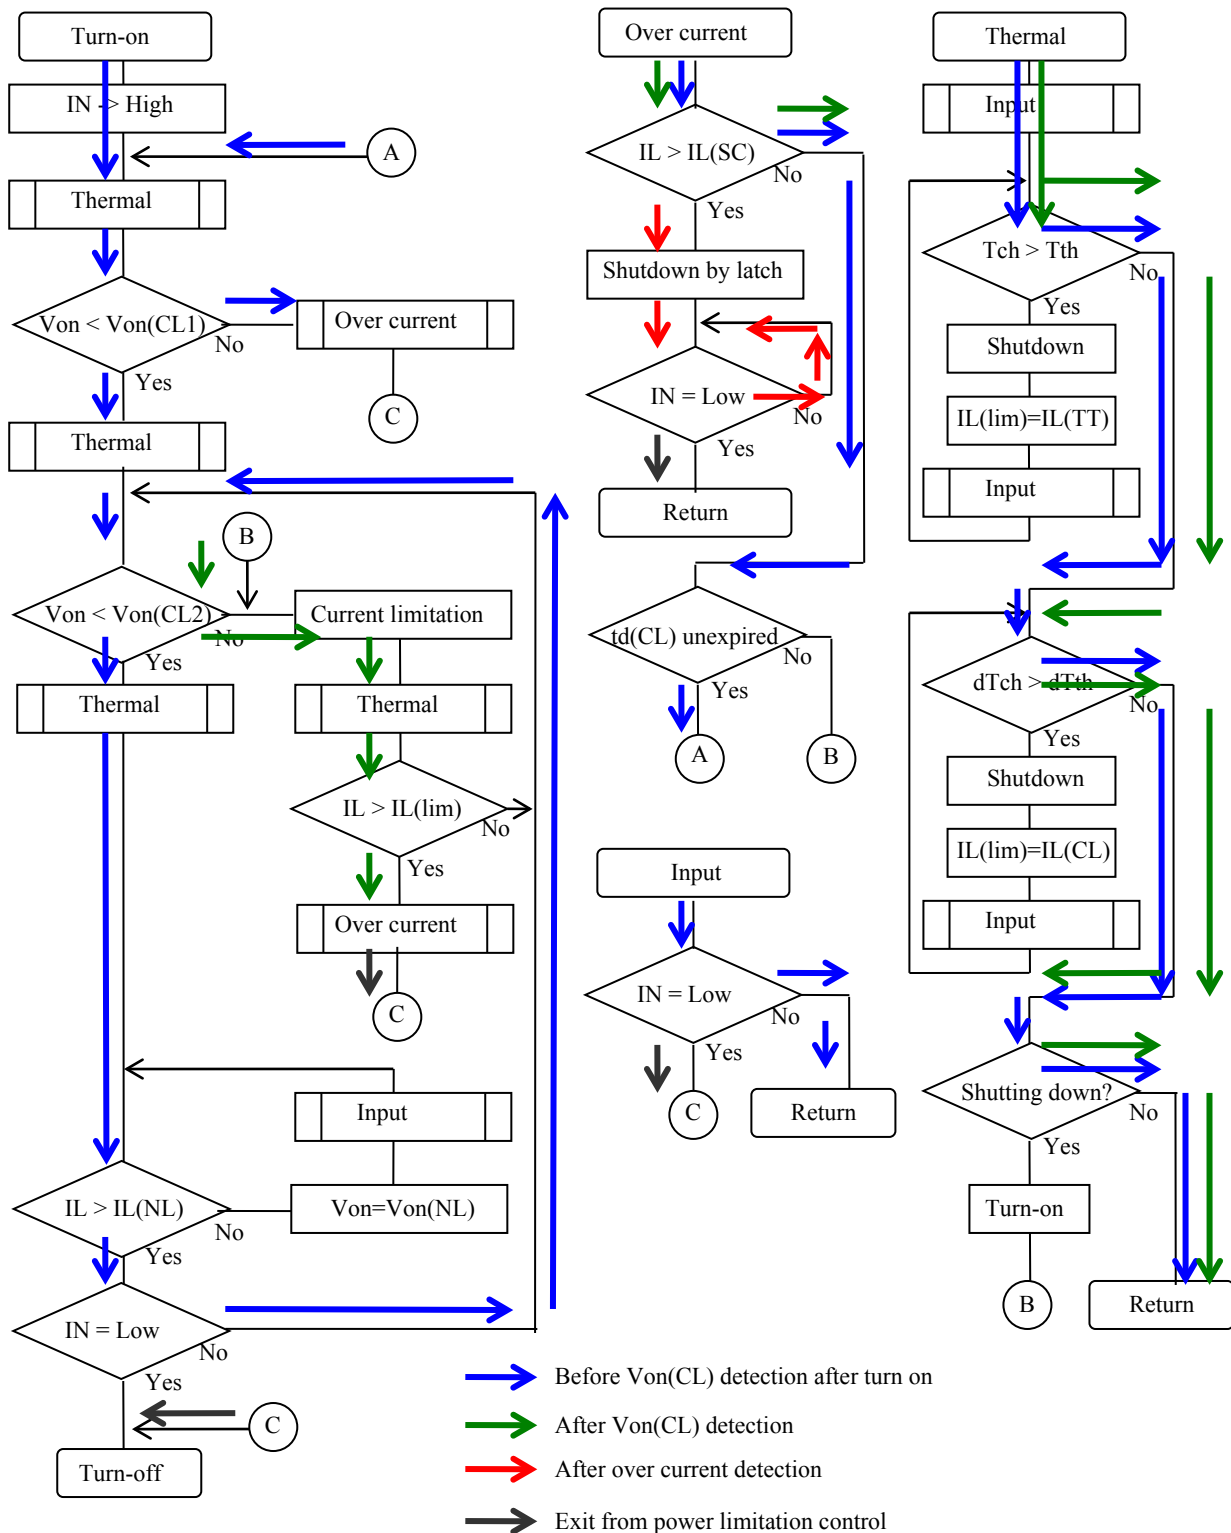 Turn-on
IN -> High
A
Thermal
Von < Von(CL1)
No
Yes
Over current
C
Thermal
B
Von < Von(CL2)
No
Yes
Current limitation
Thermal
Thermal
IL > IL(lim)
No
Yes
Over current
C
Input
Von=Von(NL)
IL > IL(NL)
No
Yes
IN = Low
No
Yes
C
Turn-off
Over current
IL > IL(SC)
No
Yes
Shutdown by latch
IN = Low
No
Yes
Return
td(CL) unexpired
No
Yes
A
B
Input
IN = Low
No
Yes
C
Return
Thermal
Input
Tch > Tth
No
Yes
Shutdown
IL(lim)=IL(TT)
Input
dTch > dTth
No
Yes
Shutdown
IL(lim)=IL(CL)
Input
Shutting down?
No
Yes
Turn-on
B
Return
Before Von(CL) detection after turn on
After Von(CL) detection
After over current detection
Exit from power limitation control